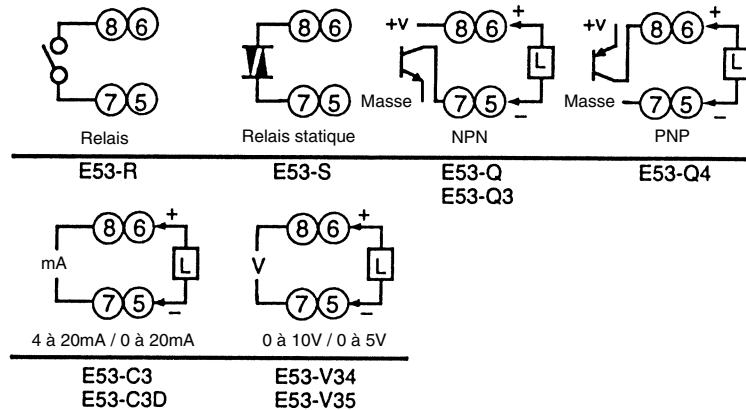 8 6
7 5
Relais
E53-R
8 6
7 5
Relais statique
E53-S
+V
8 6
+
L
Masse
7 5
−
NPN
E53-Q
E53-Q3
+V
8 6
+
L
Masse
7 5
−
PNP
E53-Q4
8 6
+
mA
L
7 5
−
4 à 20mA / 0 à 20mA
E53-C3
E53-C3D
8 6
+
V
L
7 5
−
0 à 10V / 0 à 5V
E53-V34
E53-V35